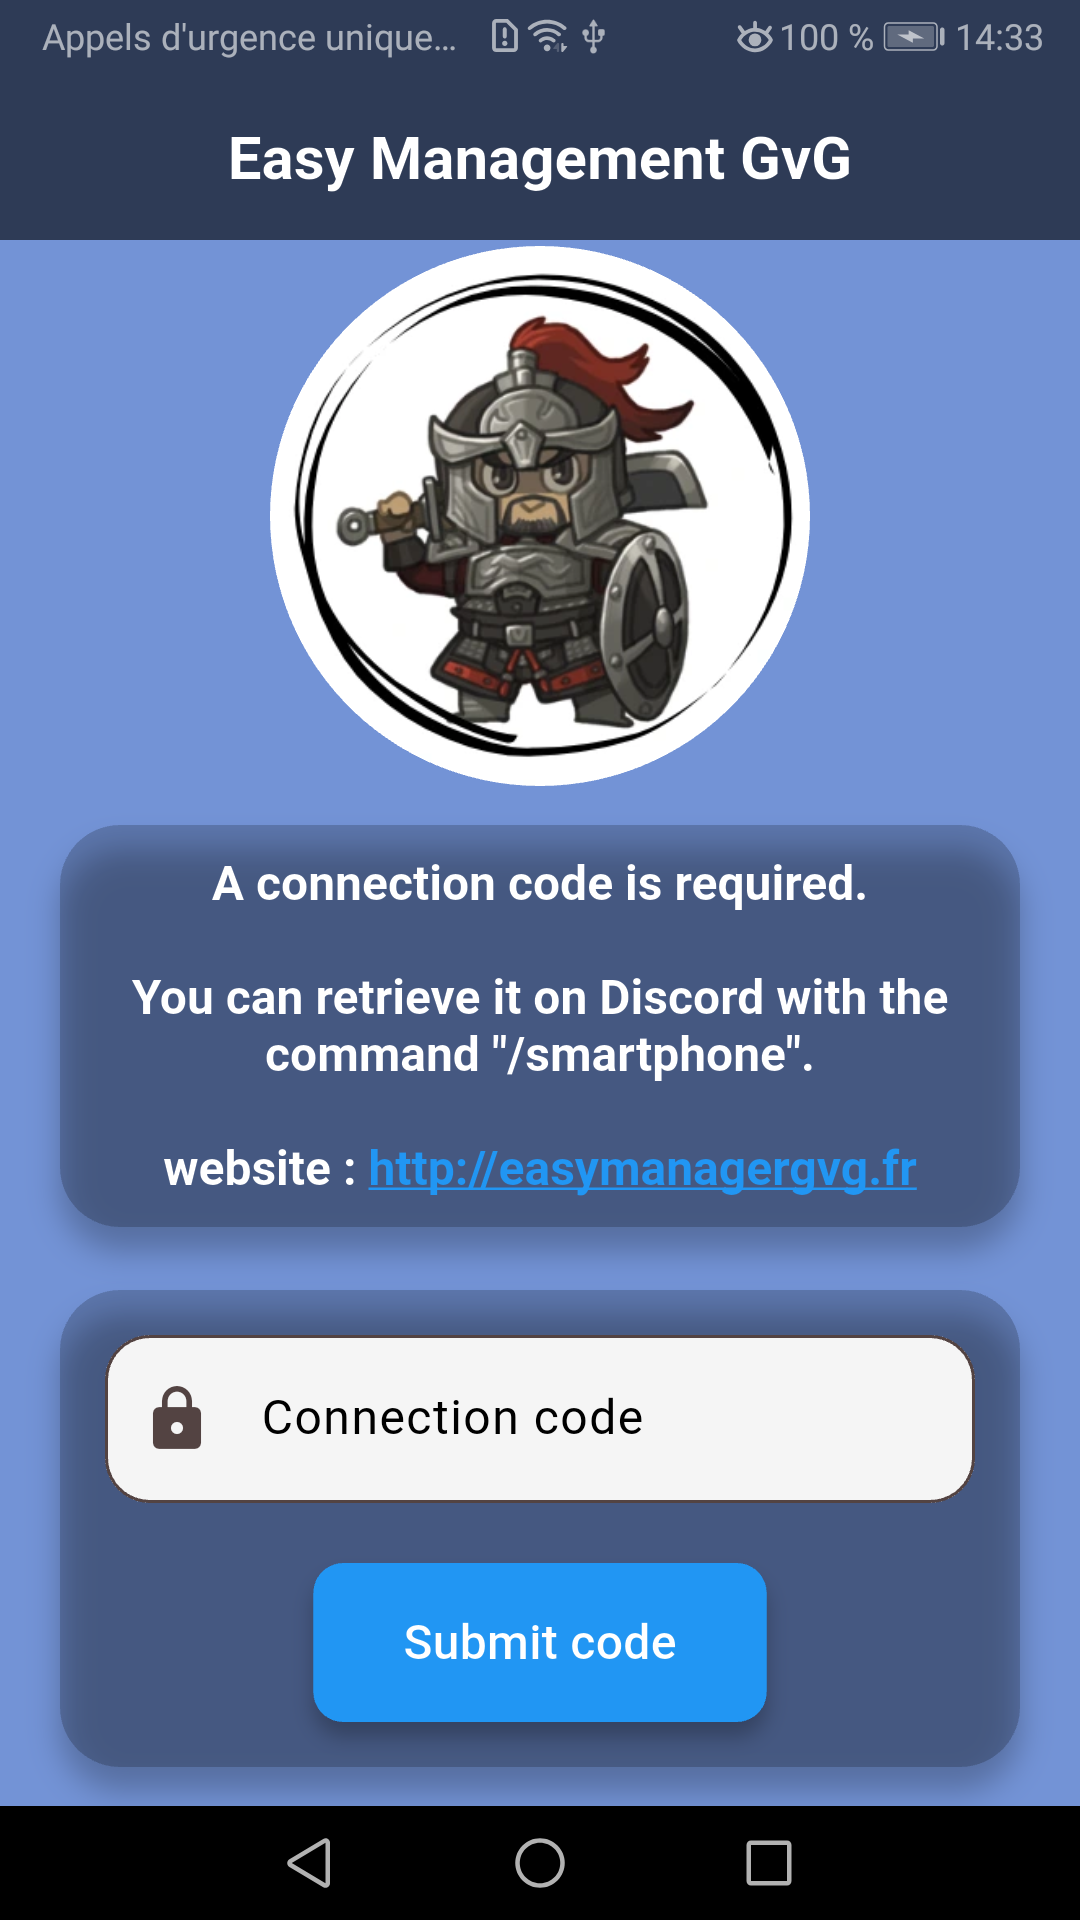 Appels d'urgence unique... 100 % 14:33
Easy Management GvG
A connection code is required.
You can retrieve it on Discord with the
command "/smartphone".
website : http://easymanagergvg.fr
Connection code
Submit code